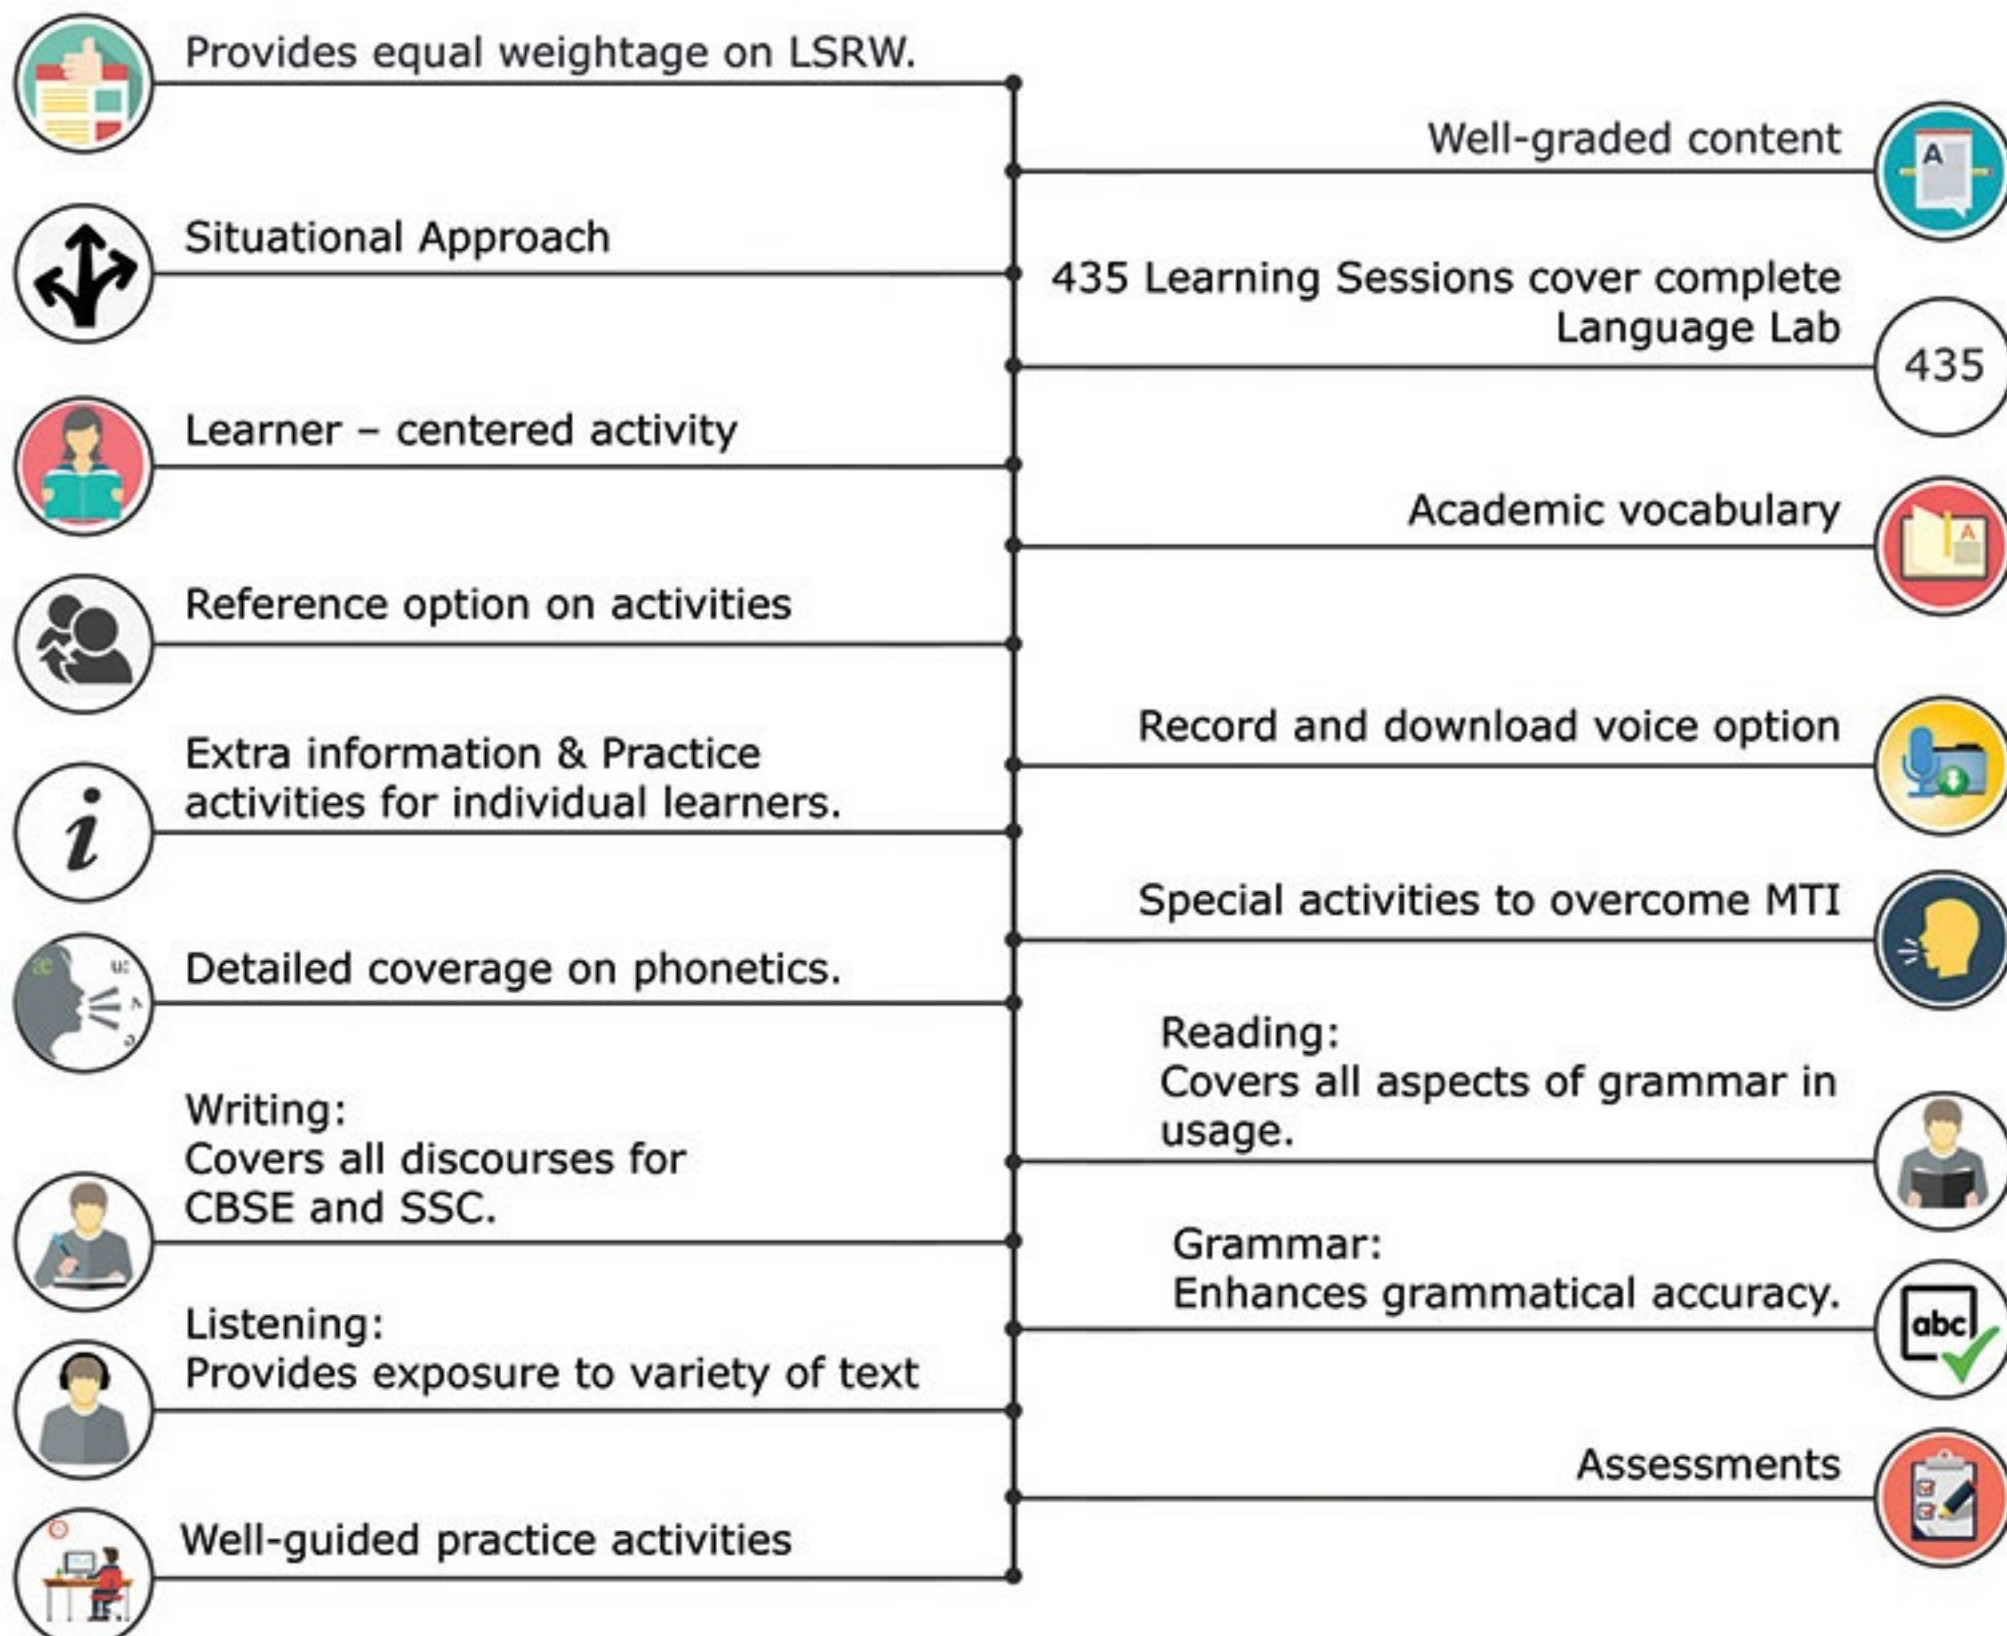 Provides equal weightage on LSRW.
Situational Approach
Learner – centered activity
Reference option on activities
Extra information & Practice
activities for individual learners.
Detailed coverage on phonetics.
Writing:
Covers all discourses for
CBSE and SSC.
Listening:
Provides exposure to variety of text
Well-guided practice activities
Well-graded content
A
435 Learning Sessions cover complete
Language Lab
435
Academic vocabulary
A
Record and download voice option
Special activities to overcome MTI
Reading:
Covers all aspects of grammar in
usage.
Grammar:
Enhances grammatical accuracy.
abc
Assessments
i
æ
u: